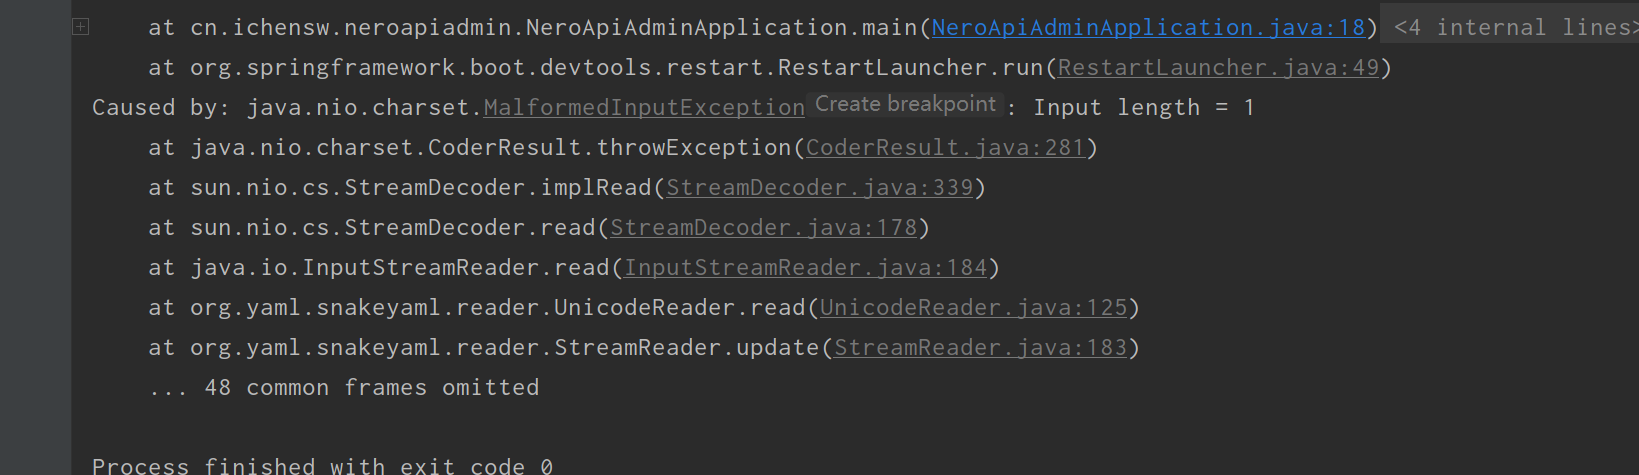 at cn.ichensw.neroapiadmin.NeroApiAdminApplication.main(NeroApiAdminApplication.java:18) <4 internal lines>
at org.springframework.boot.devtools.restart.RestartLauncher.run(RestartLauncher.java:49)
Caused by: java.nio.charset.MalformedInputException Create breakpoint : Input length = 1
at java.nio.charset.CoderResult.throwException(CoderResult.java:281)
at sun.nio.cs.StreamDecoder.implRead(StreamDecoder.java:339)
at sun.nio.cs.StreamDecoder.read(StreamDecoder.java:178)
at java.io.InputStreamReader.read(InputStreamReader.java:184)
at org.yaml.snakeyaml.reader.UnicodeReader.read(UnicodeReader.java:125)
at org.yaml.snakeyaml.reader.StreamReader.update(StreamReader.java:183)
... 48 common frames omitted
Process finished with exit code 0